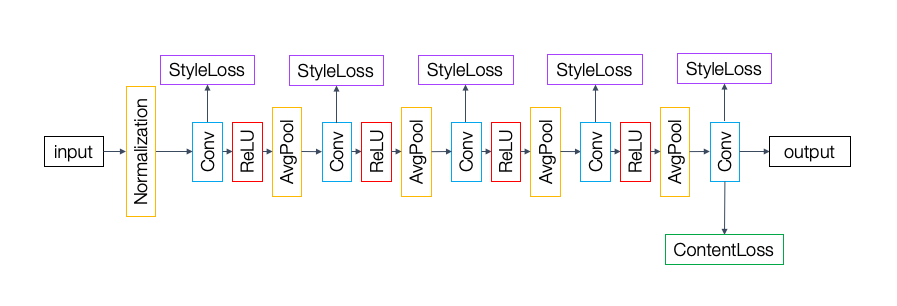 StyleLoss
StyleLoss
StyleLoss
StyleLoss
StyleLoss
input
Normalization
Conv
ReLU
AvgPool
Conv
ReLU
AvgPool
Conv
ReLU
AvgPool
Conv
ReLU
AvgPool
Conv
output
ContentLoss